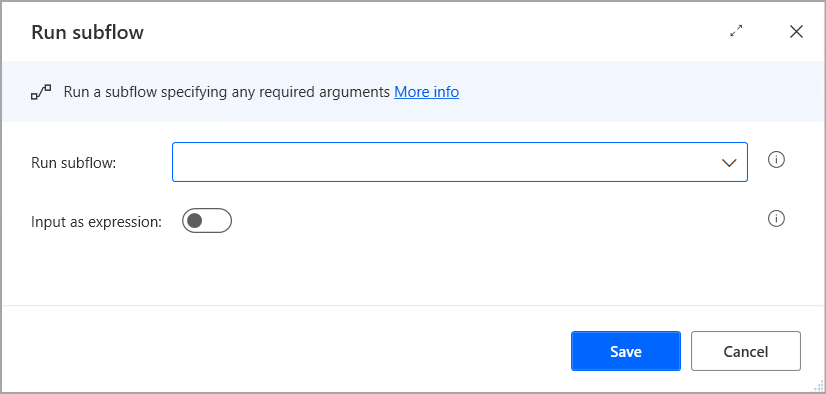 Run subflow
Run a subflow specifying any required arguments More info
Run subflow:
Input as expression:
Save
Cancel